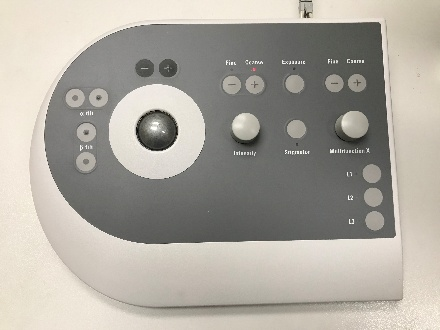 Fine Coarse Exposure Fine Coarse
− + − + − +
α tilt
β tilt
Intensity Stigmator Multifunction X
L1
L2
L3